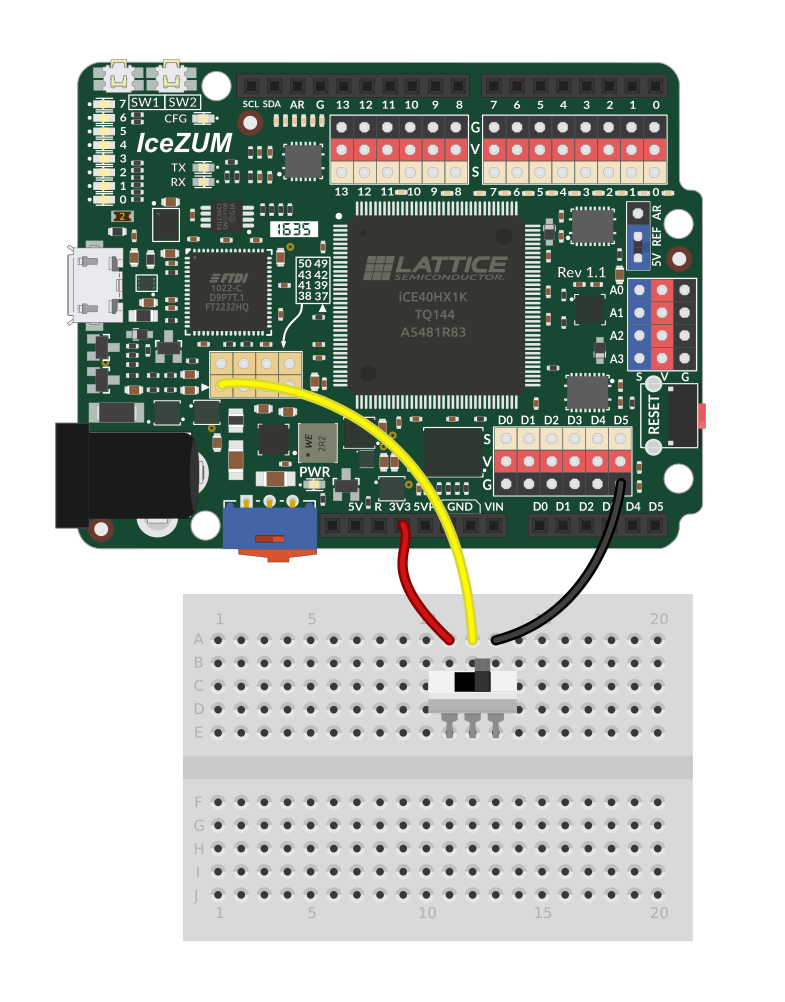 SW1 SW2
SCL SDA AR G 13 12 11 10 9 8 7 6 5 4 3 2 1 0
7
6
5
4
3
2
1
0
CFG
IceZUM
TX
RX
G
V
S
13 12 11 10 9 8 7 6 5 4 3 2 1 0
2
1635
AR
REF
5V
50 49
43 42
41 39
38 37
FTDI
1022-C
D9P7T.1
FT2232HQ
LATTICE
SEMICONDUCTOR.
iCE40HX1K
TQ144
A5481R83
Rev 1.1
A0
A1
A2
A3
S V G
RESET
D0 D1 D2 D3 D4 D5
S
V
G
WE
2R2
PWR
5V R 3V3 GND VIN
D0 D1 D2 D4 D5
1 5 20
A
B
C
D
E
F
G
H
I
J
1 5 10 15 20